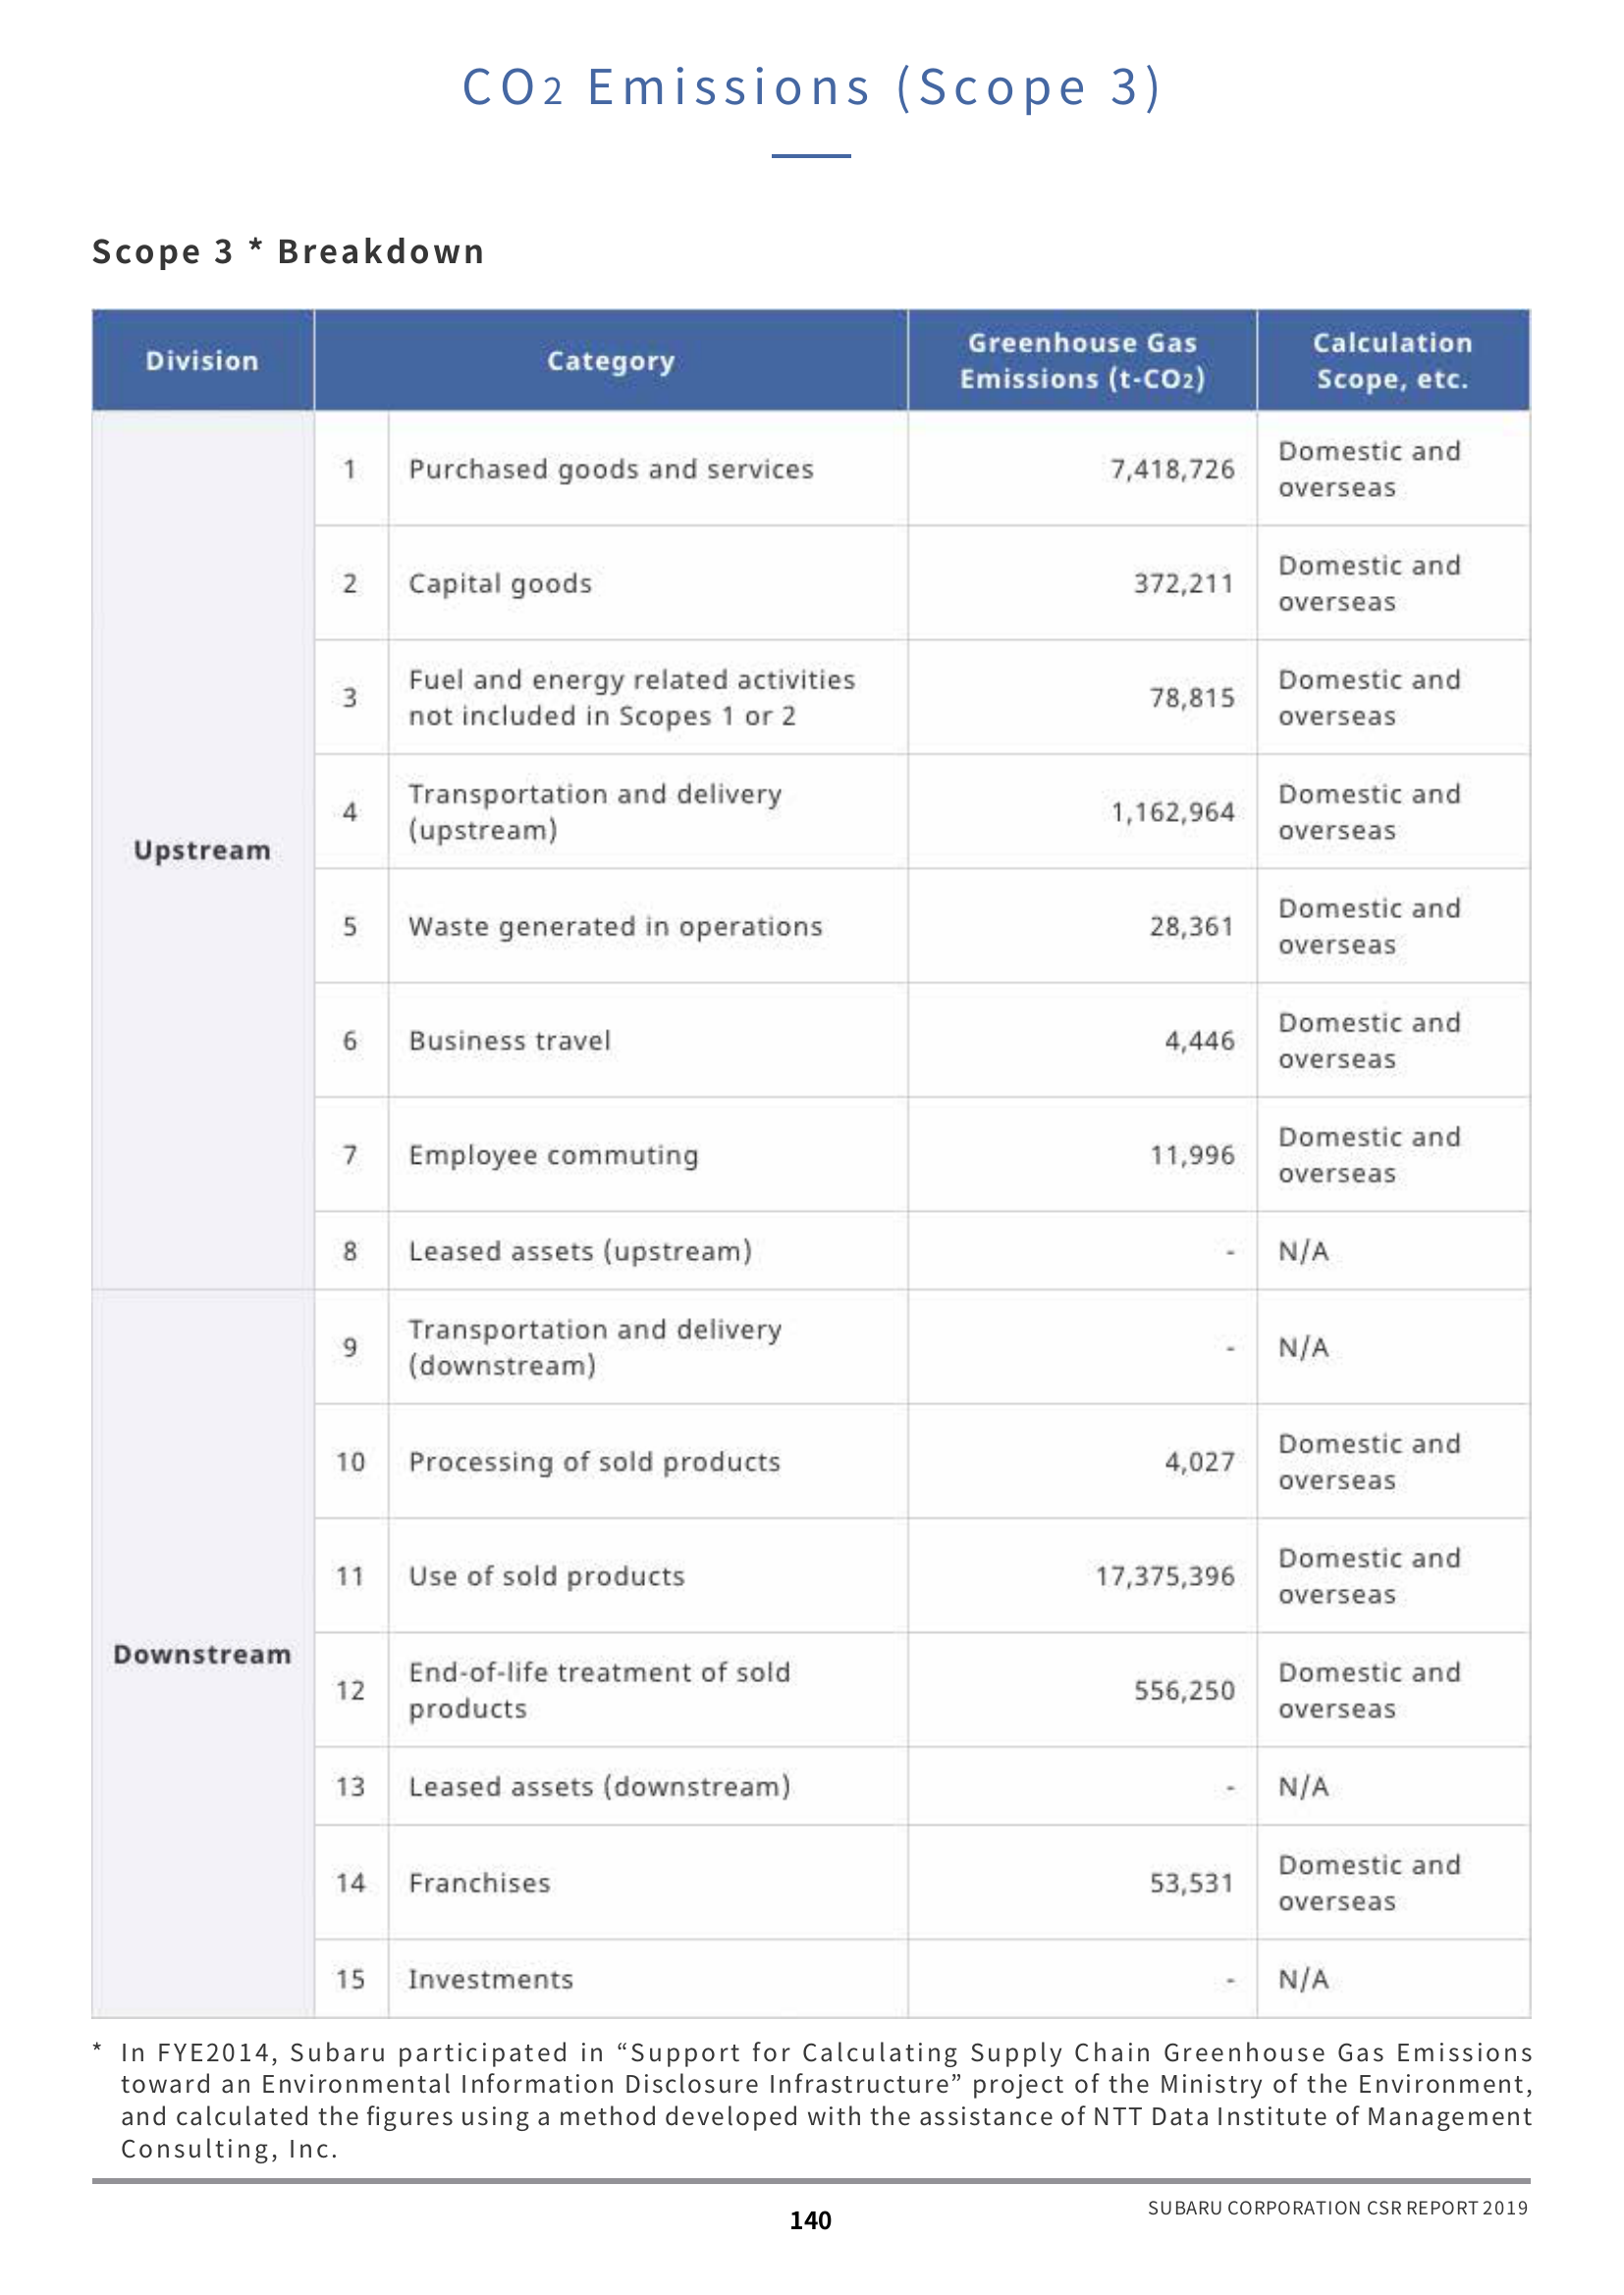 CO2 Emissions (Scope 3)
Scope 3 * Breakdown
Division
Category
Greenhouse Gas
Emissions (t-CO2)
Calculation
Scope, etc.
Upstream
1
Purchased goods and services
7,418,726
Domestic and
overseas
2
Capital goods
372,211
Domestic and
overseas
3
Fuel and energy related activities
not included in Scopes 1 or 2
78,815
Domestic and
overseas
4
Transportation and delivery
(upstream)
1,162,964
Domestic and
overseas
5
Waste generated in operations
28,361
Domestic and
overseas
6
Business travel
4,446
Domestic and
overseas
7
Employee commuting
11,996
Domestic and
overseas
8
Leased assets (upstream)
-
N/A
Downstream
9
Transportation and delivery
(downstream)
-
N/A
10
Processing of sold products
4,027
Domestic and
overseas
11
Use of sold products
17,375,396
Domestic and
overseas
12
End-of-life treatment of sold
products
556,250
Domestic and
overseas
13
Leased assets (downstream)
-
N/A
14
Franchises
53,531
Domestic and
overseas
15
Investments
-
N/A
* In FYE2014, Subaru participated in “Support for Calculating Supply Chain Greenhouse Gas Emissions
toward an Environmental Information Disclosure Infrastructure” project of the Ministry of the Environment,
and calculated the figures using a method developed with the assistance of NTT Data Institute of Management
Consulting, Inc.
140
SUBARU CORPORATION CSR REPORT 2019